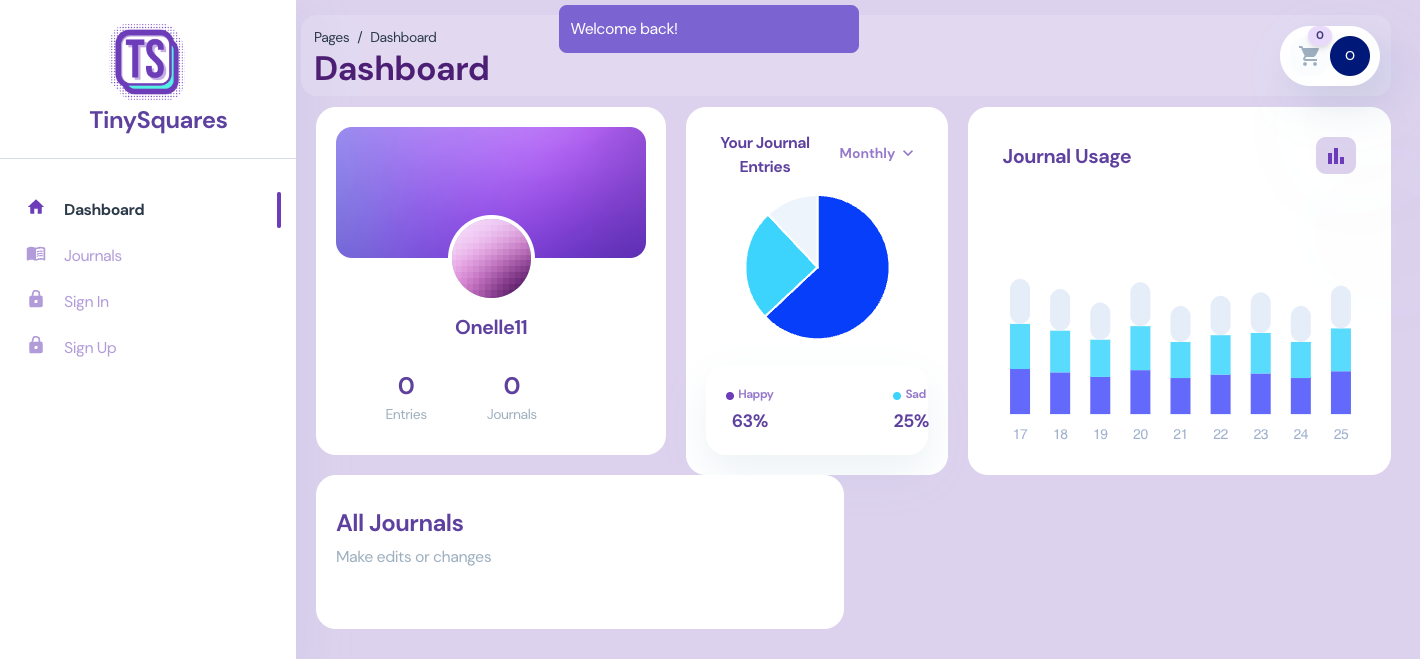 TS
TinySquares
Dashboard
Journals
Sign In
Sign Up
Pages / Dashboard
Dashboard
Welcome back!
0
O
Onelle11
0
Entries
0
Journals
Your Journal
Entries
Monthly
Happy
63%
Sad
25%
Journal Usage
17 18 19 20 21 22 23 24 25
All Journals
Make edits or changes